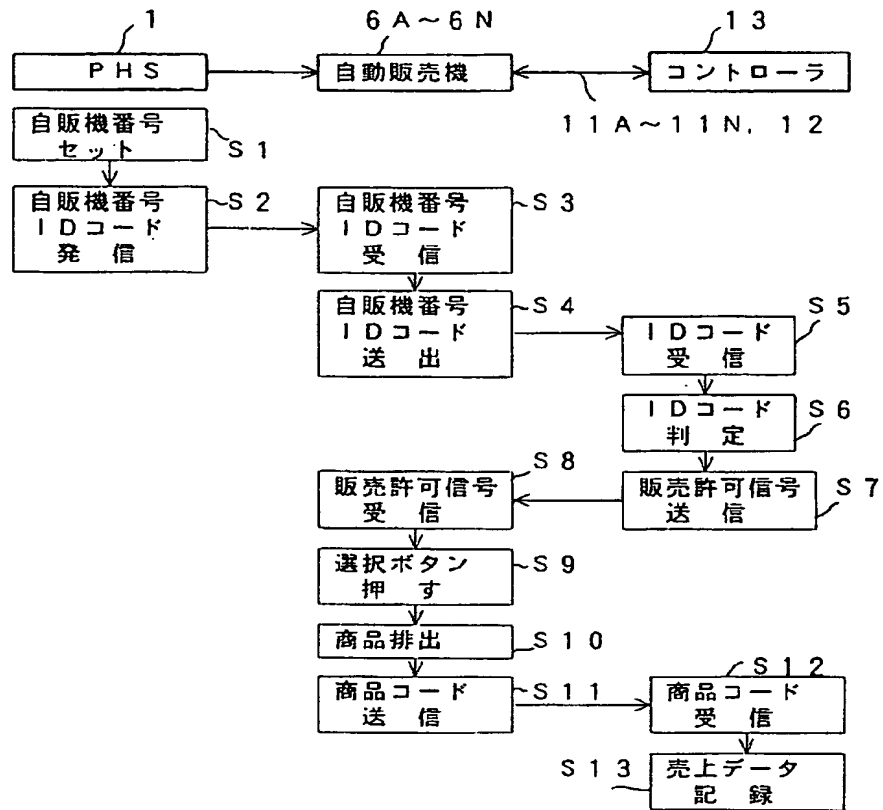 1
6A～6N
13
PHS
自動販売機
コントローラ
11A～11N, 12
自販機番号
セット
S1
自販機番号
IDコード
発信
S2
自販機番号
IDコード
受信
S3
自販機番号
IDコード
送出
S4
IDコード
受信
S5
IDコード
判定
S6
販売許可信号
送信
S7
販売許可信号
受信
S8
選択ボタン
押す
S9
商品排出
S10
商品コード
送信
S11
商品コード
受信
S12
売上データ
記録
S13